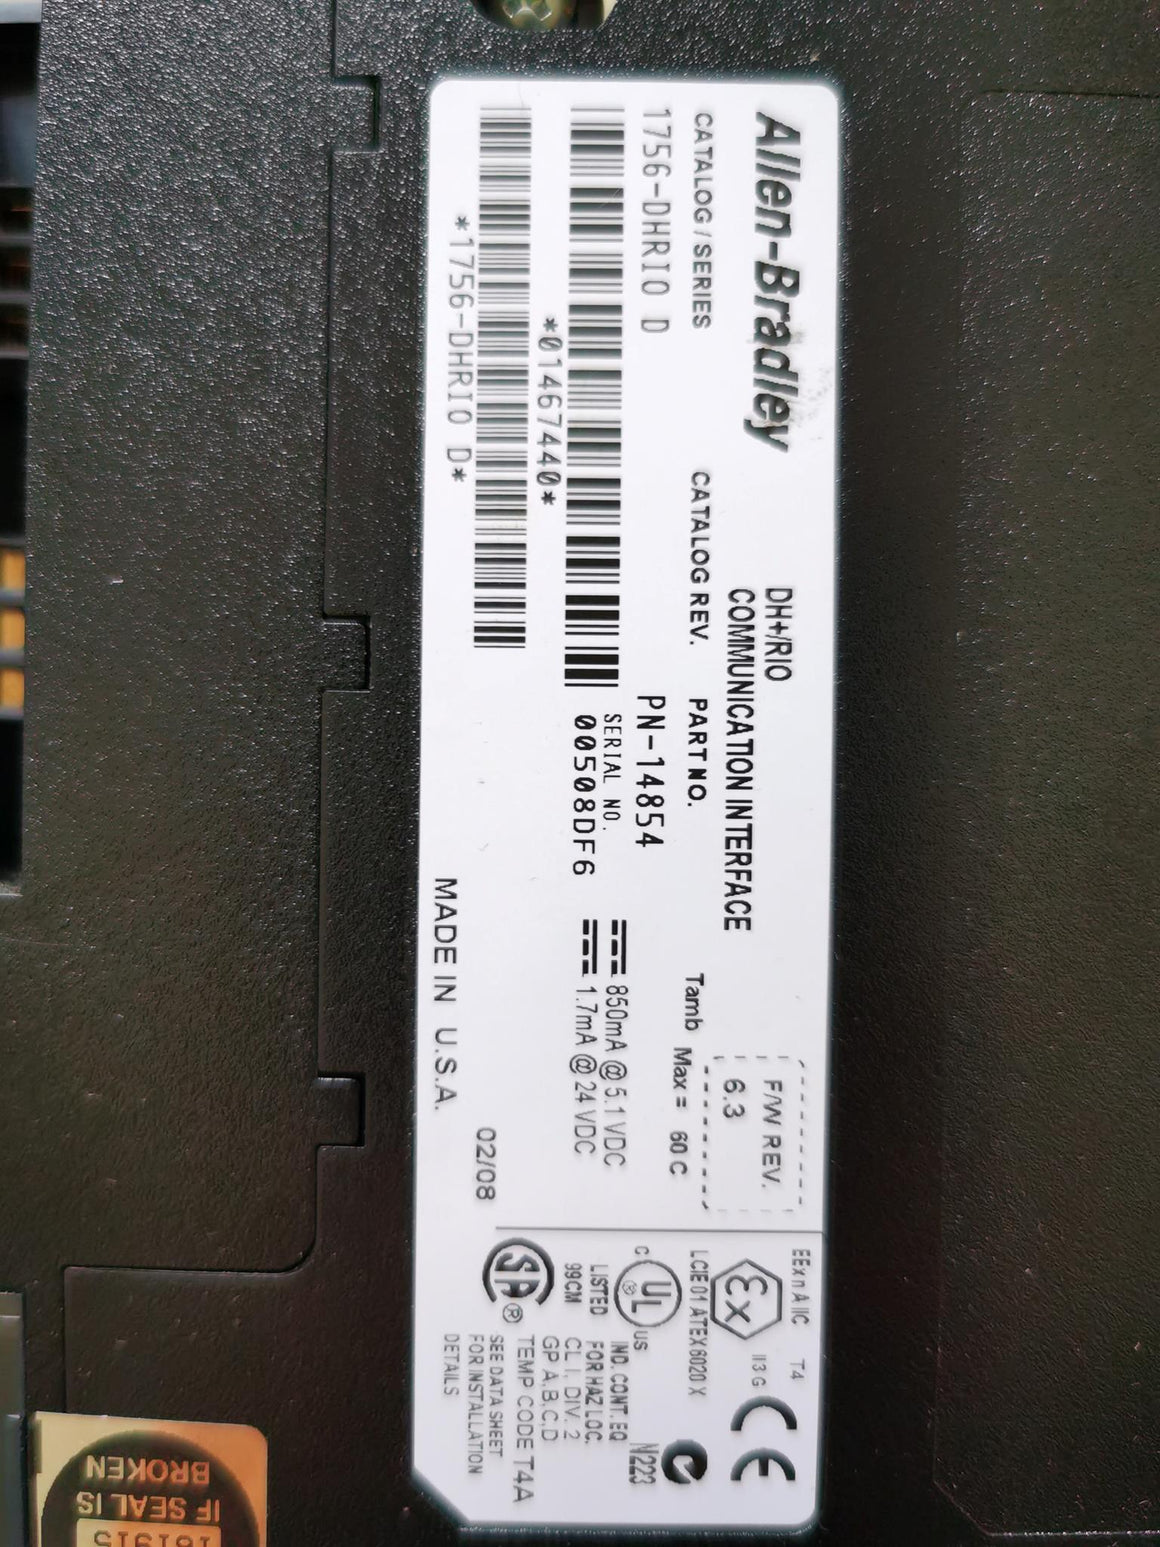 Allen-Bradley
DH+/RIO
COMMUNICATION INTERFACE
F/W REV.
6.3
CATALOG / SERIES
CATALOG REV.
PART NO.
Tamb Max = 60 C
1756-DHRIO D
PN-14854
SERIAL NO.
00508DF6
850mA @ 5.1 VDC
1.7mA @ 24 VDC
*01467440*
*1756-DHRIO D*
MADE IN U.S.A.
02/08
EEx n A IIC T4
Ex II 3 G CE
LCIE 01 ATEX 6020 X
N223
C UL US
LISTED
99CM
IND. CONT. EQ
FOR HAZ LOC.
CL I, DIV. 2
GP A,B,C,D
TEMP CODE T4A
SA ®
SEE DATA SHEET
FOR INSTALLATION
DETAILS
IF SEAL IS
BROKEN